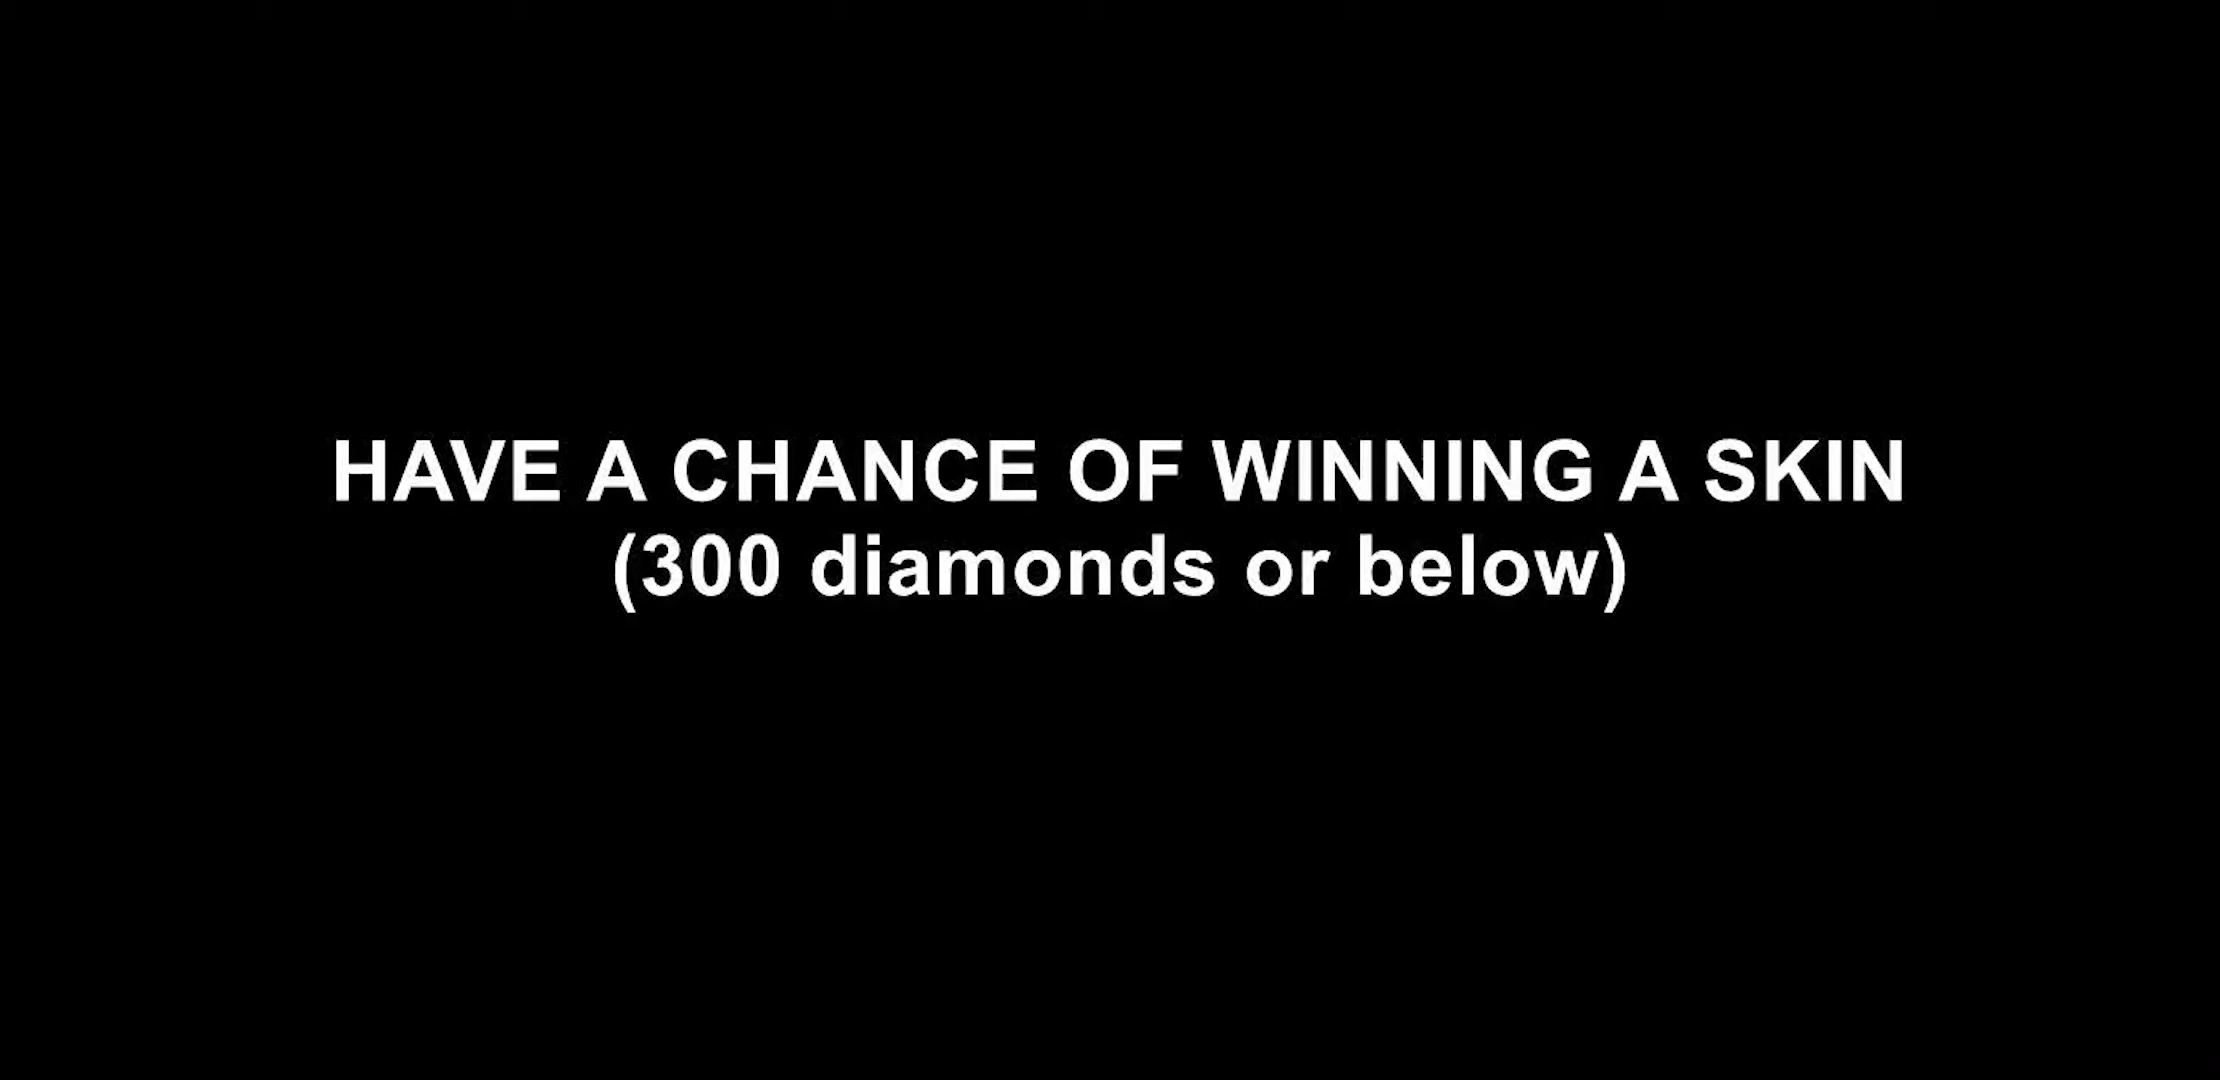 HAVE A CHANCE OF WINNING A SKIN
(300 diamonds or below)